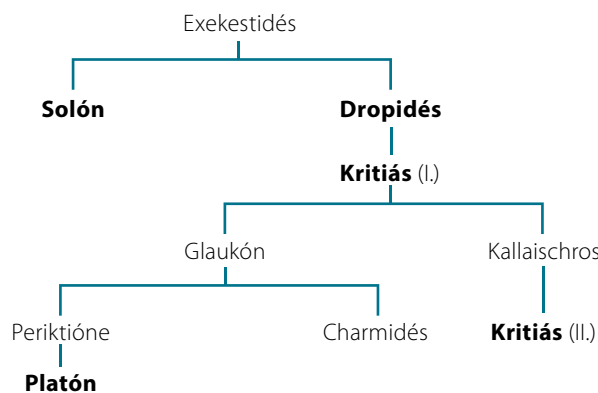 Exekestidés
Solón Dropidés
Kritiás (I.)
Glaukón Kallaischros
Periktióne Charmidés Kritiás (II.)
Platón